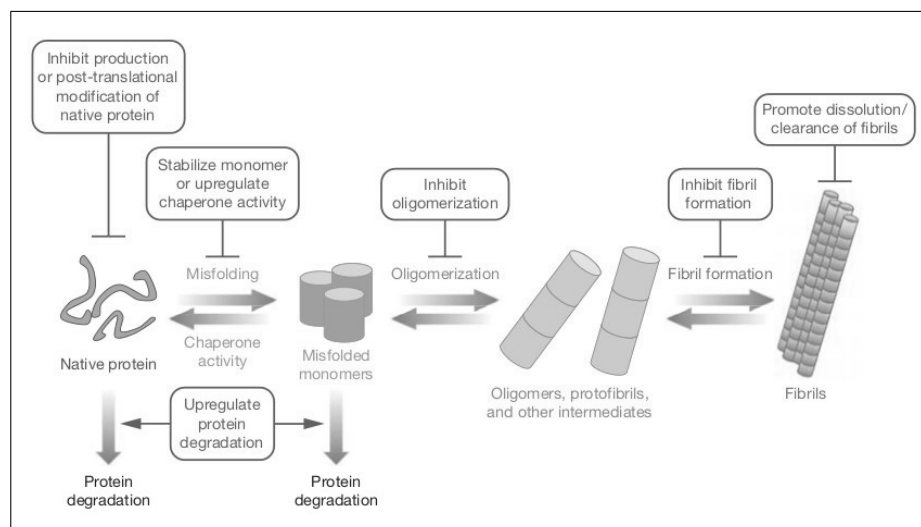 Inhibit production
or post-translational
modification of
native protein
Stabilize monomer
or upregulate
chaperone activity
Inhibit
oligomerization
Inhibit fibril
formation
Promote dissolution/
clearance of fibrils
Misfolding
Oligomerization
Fibril formation
Chaperone
activity
Native protein
Misfolded
monomers
Oligomers, protofibrils,
and other intermediates
Fibrils
Upregulate
protein
degradation
Protein
degradation
Protein
degradation